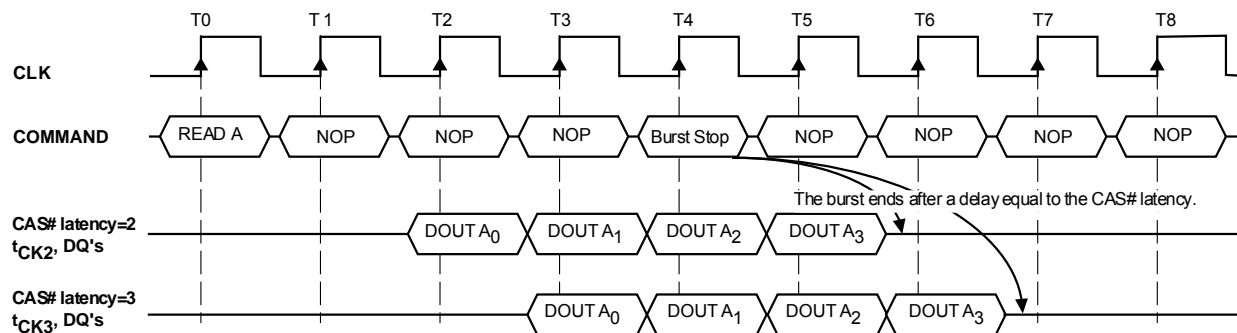 T0 T1 T2 T3 T4 T5 T6 T7 T8
CLK
COMMAND READ A NOP NOP NOP Burst Stop NOP NOP NOP NOP
The burst ends after a delay equal to the CAS# latency.
CAS# latency=2
tCK2, DQ's DOUT A0 DOUT A1 DOUT A2 DOUT A3
CAS# latency=3
tCK3, DQ's DOUT A0 DOUT A1 DOUT A2 DOUT A3